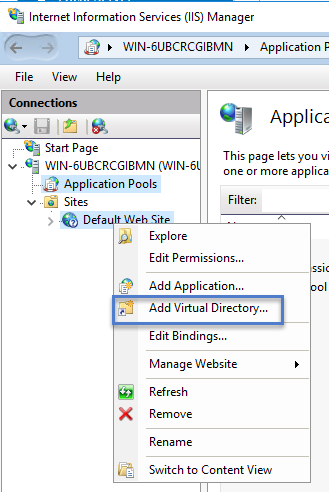 Internet Information Services (IIS) Manager
WIN-6UBCRCGIBMN Application P
File View Help
Connections
Start Page
WIN-6UBCRCGIBMN (WIN-6
Application Pools
Sites
Default Web Site
Applica
This page lets you vi
one or more applica
Filter:
Explore
Edit Permissions...
Add Application...
Add Virtual Directory...
Edit Bindings...
Manage Website
Refresh
Remove
Rename
Switch to Content View
ssic
ool